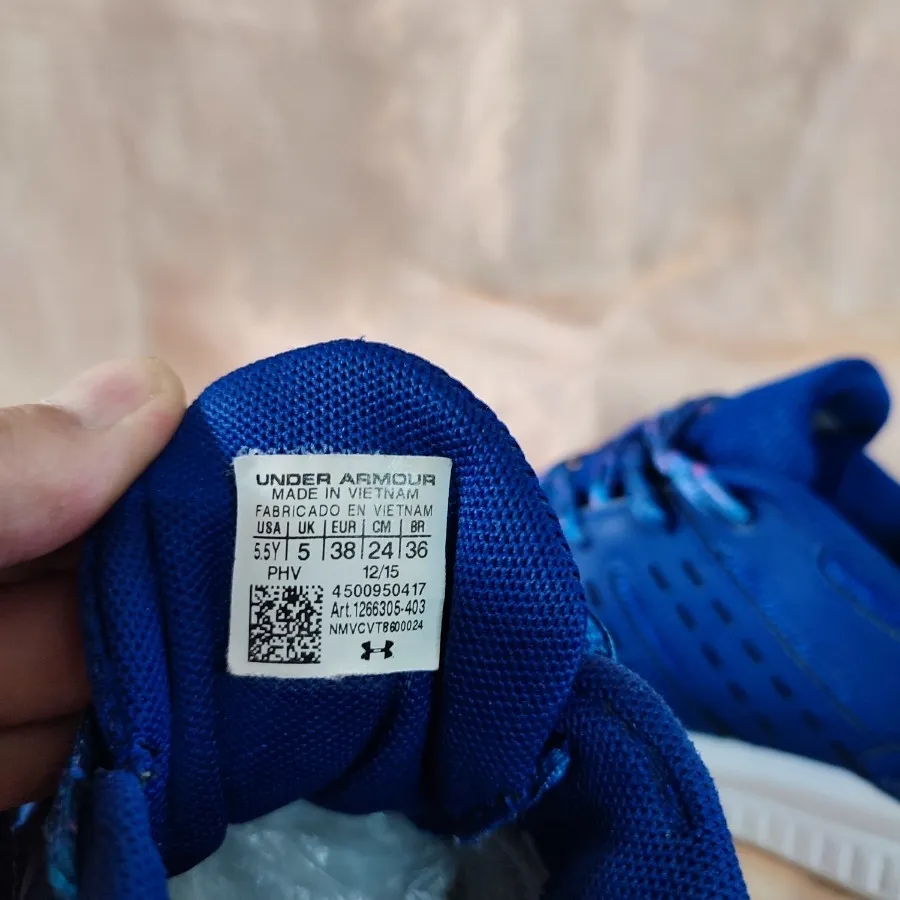 UNDER ARMOUR
MADE IN VIETNAM
FABRICADO EN VIETNAM
USA | UK | EUR | CM | BR
5.5Y | 5 | 38 | 24 | 36
PHV 12/15
4500950417
Art.1266305-403
NMVCVT8600024